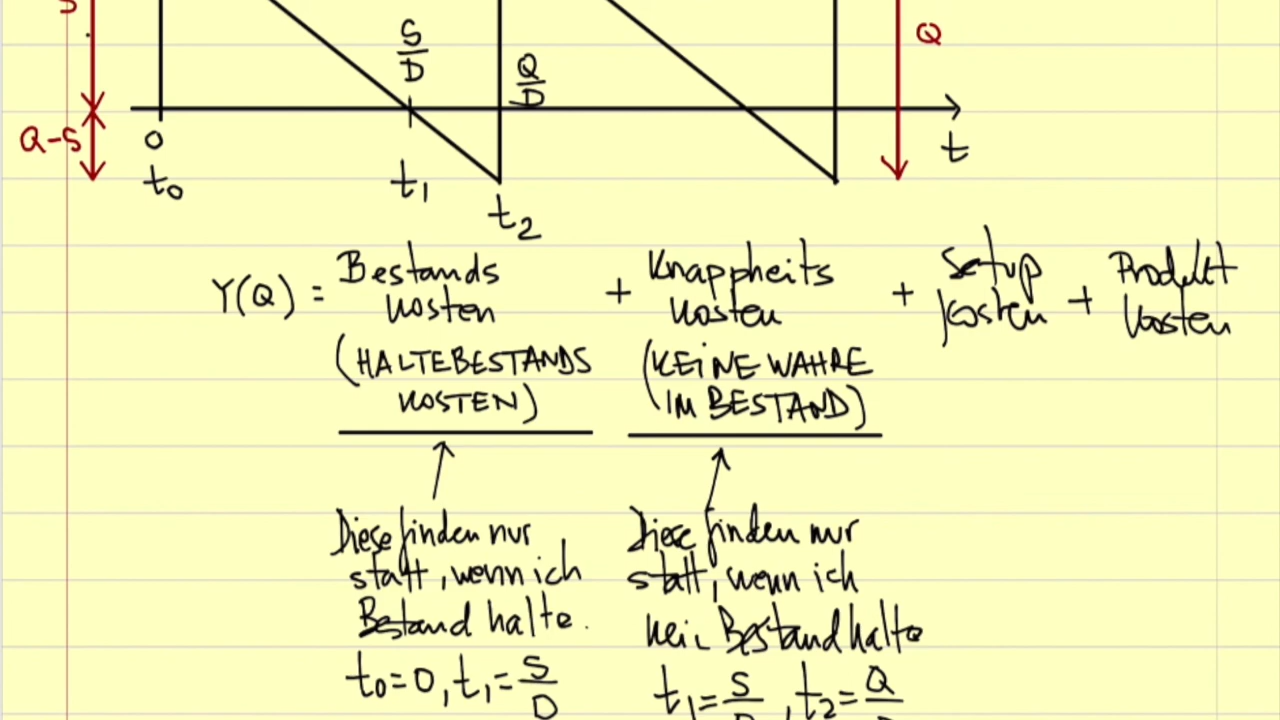 S
S/D
Q/D
Q
Q-S
0
t
t₀
t₁
t₂
Y(Q) = Bestands kosten + Knappheits kosten + Setup kosten + Produkt kosten
(HALTEBESTANDS
KOSTEN)
(KEINE WAHRE
IM BESTAND)
Diese finden nur
statt, wenn ich
Bestand halte.
t₀=0, t₁=S/D
Diese finden nur
statt, wenn ich
kein Bestand halte
t₁=S/D, t₂=Q/